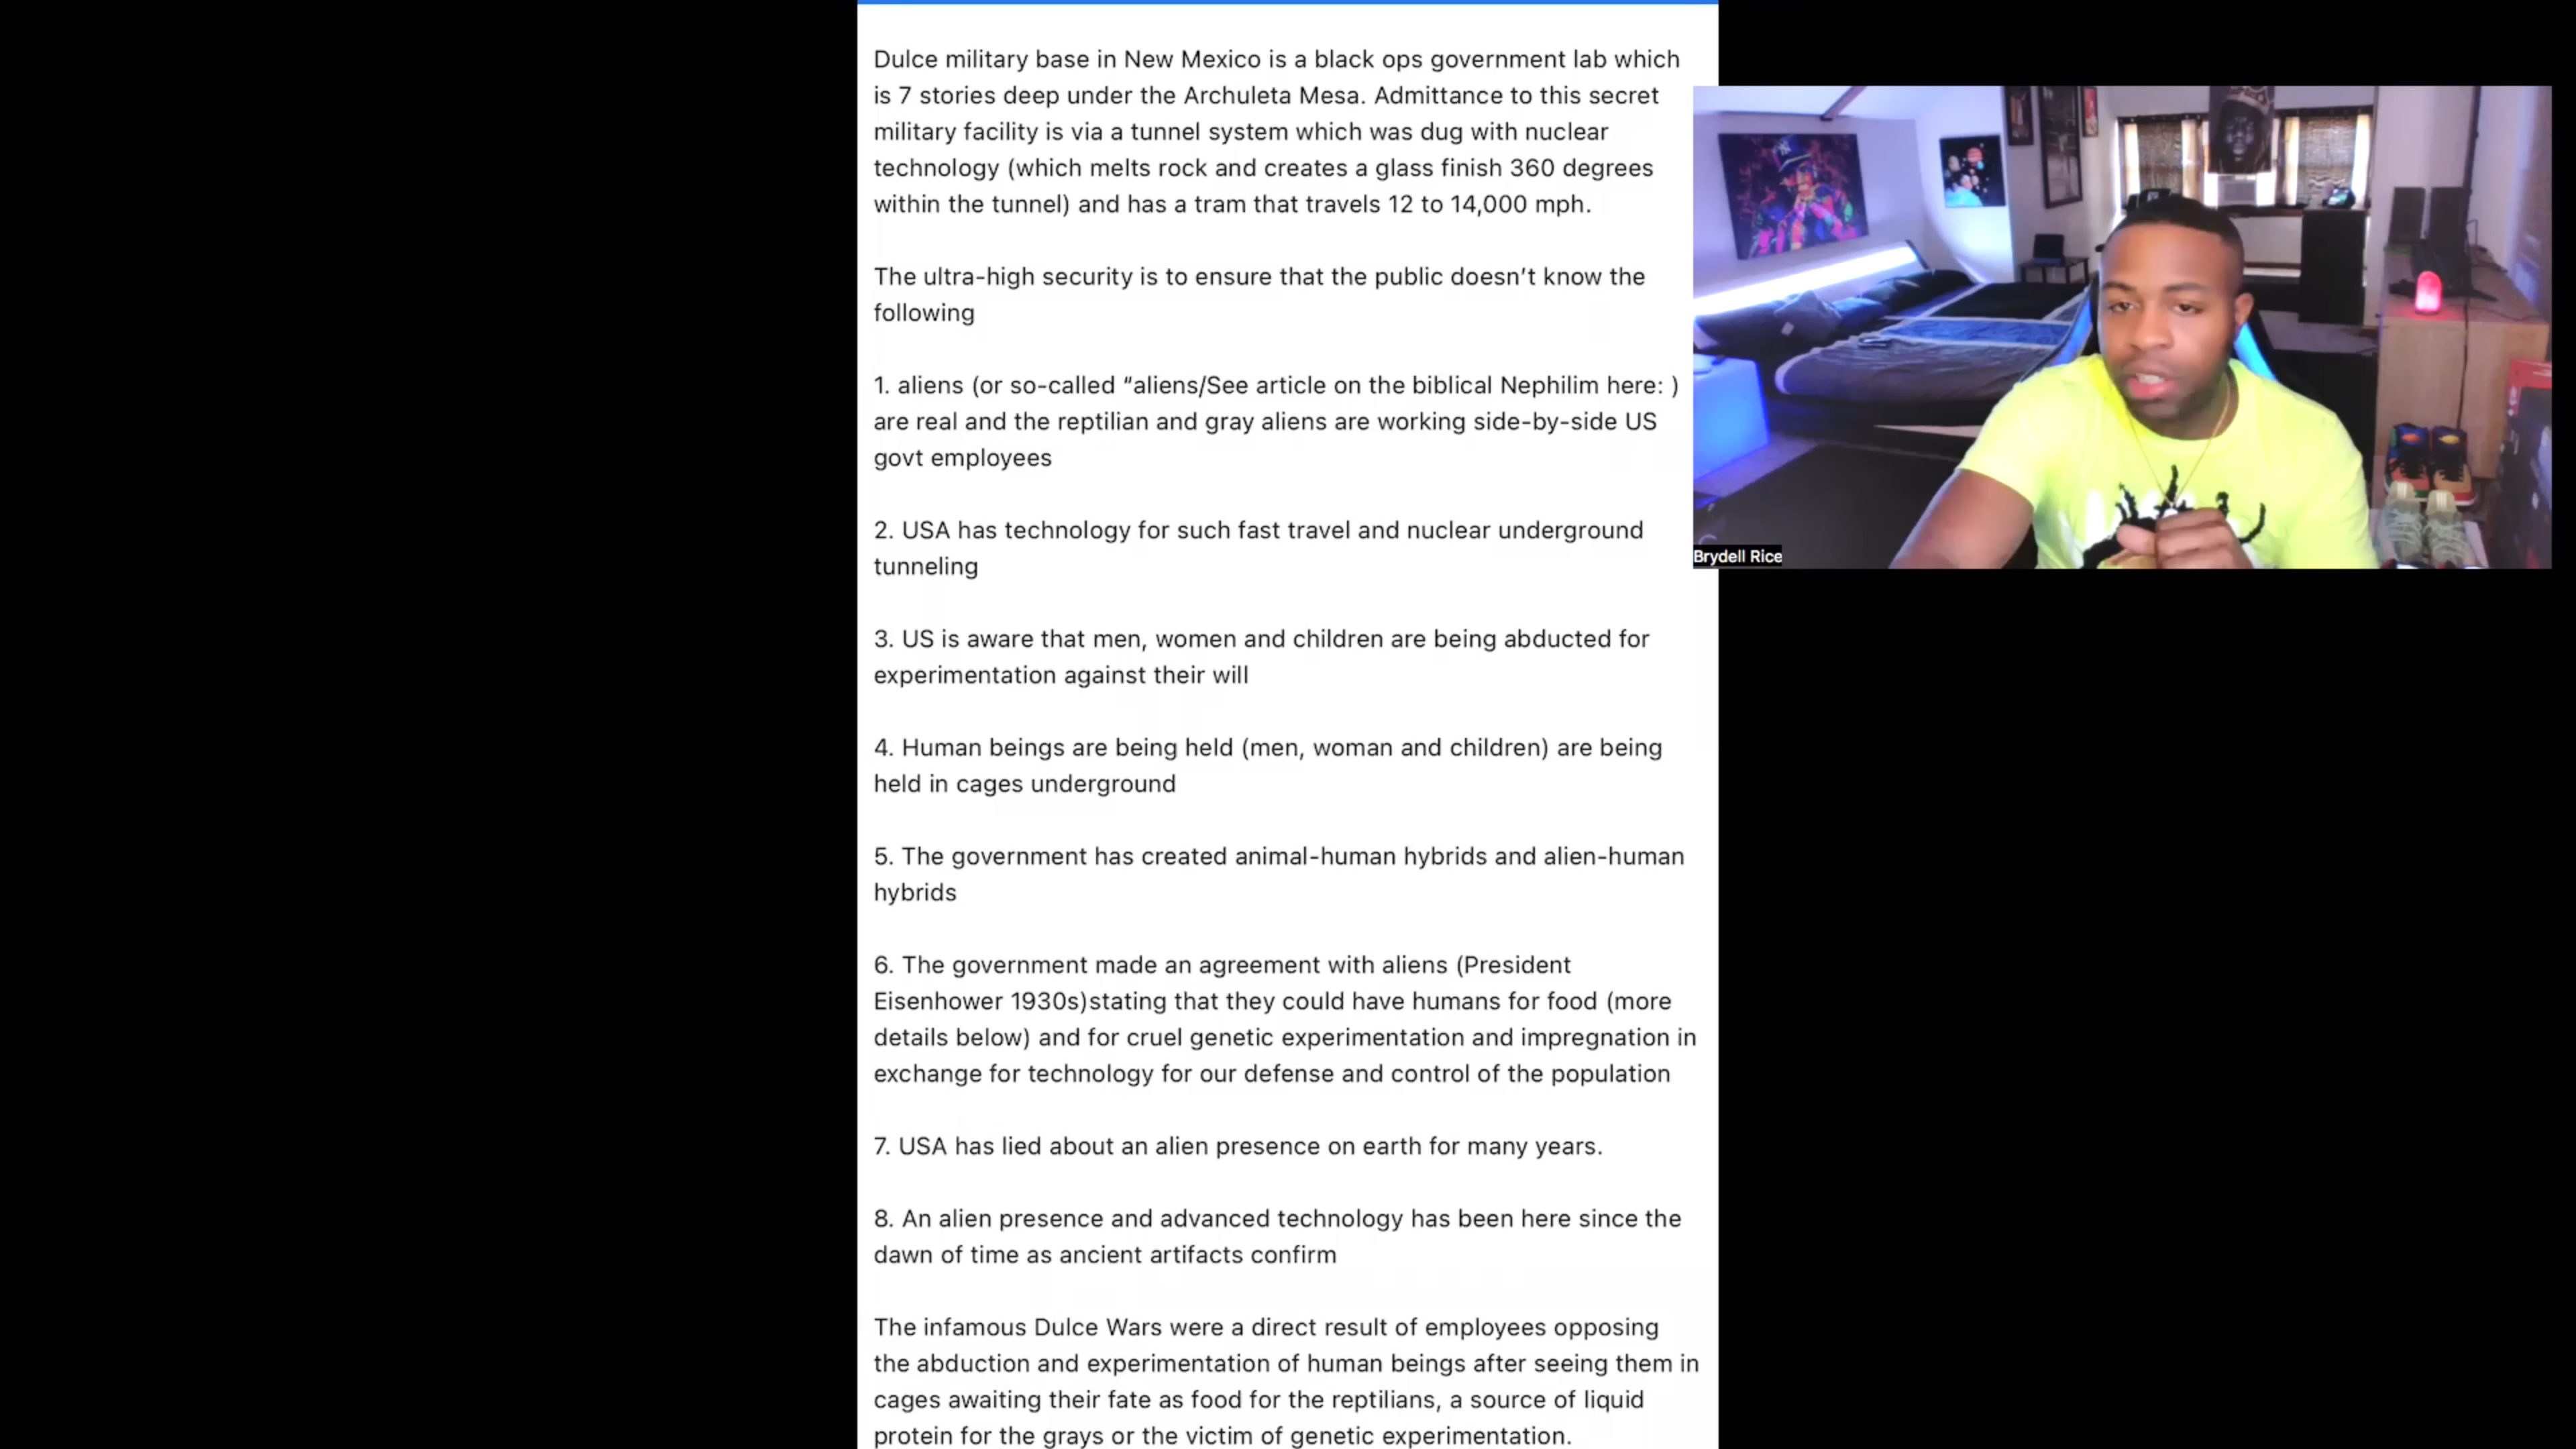 Dulce military base in New Mexico is a black ops government lab which
is 7 stories deep under the Archuleta Mesa. Admittance to this secret
military facility is via a tunnel system which was dug with nuclear
technology (which melts rock and creates a glass finish 360 degrees
within the tunnel) and has a tram that travels 12 to 14,000 mph.
The ultra-high security is to ensure that the public doesn't know the
following
1. aliens (or so-called “aliens/See article on the biblical Nephilim here: )
are real and the reptilian and gray aliens are working side-by-side US
govt employees
2. USA has technology for such fast travel and nuclear underground
tunneling
3. US is aware that men, women and children are being abducted for
experimentation against their will
4. Human beings are being held (men, woman and children) are being
held in cages underground
5. The government has created animal-human hybrids and alien-human
hybrids
6. The government made an agreement with aliens (President
Eisenhower 1930s)stating that they could have humans for food (more
details below) and for cruel genetic experimentation and impregnation in
exchange for technology for our defense and control of the population
7. USA has lied about an alien presence on earth for many years.
8. An alien presence and advanced technology has been here since the
dawn of time as ancient artifacts confirm
The infamous Dulce Wars were a direct result of employees opposing
the abduction and experimentation of human beings after seeing them in
cages awaiting their fate as food for the reptilians, a source of liquid
protein for the grays or the victim of genetic experimentation.
Brydell Rice